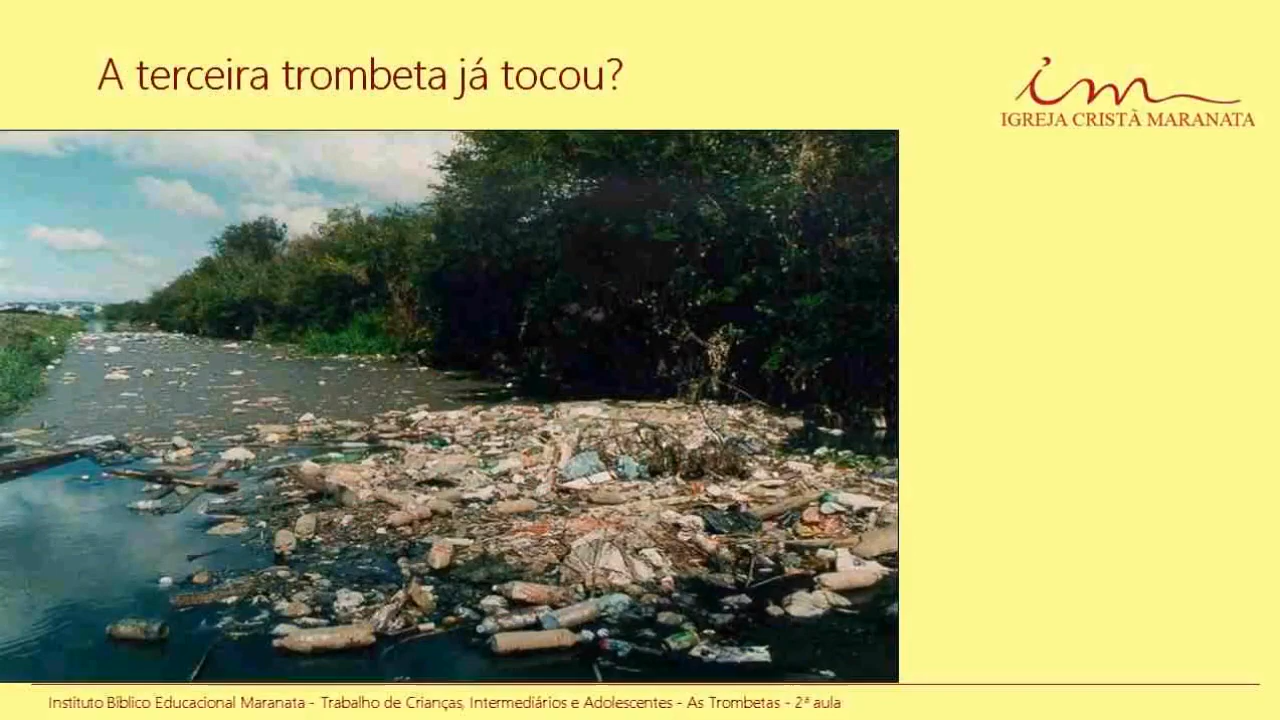 A terceira trombeta já tocou?
im
IGREJA CRISTÃ MARANATA
Instituto Bíblico Educacional Maranata - Trabalho de Crianças, Intermediários e Adolescentes - As Trombetas - 2ª aula